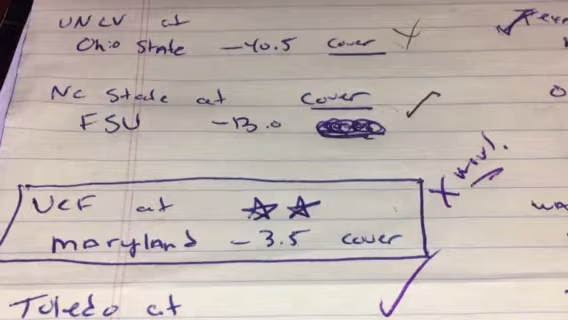 UNLV at
Ohio State -40.5 cover
NC State at cover
FSU -13.0
UCF at
maryland -3.5 cover
Toledo at